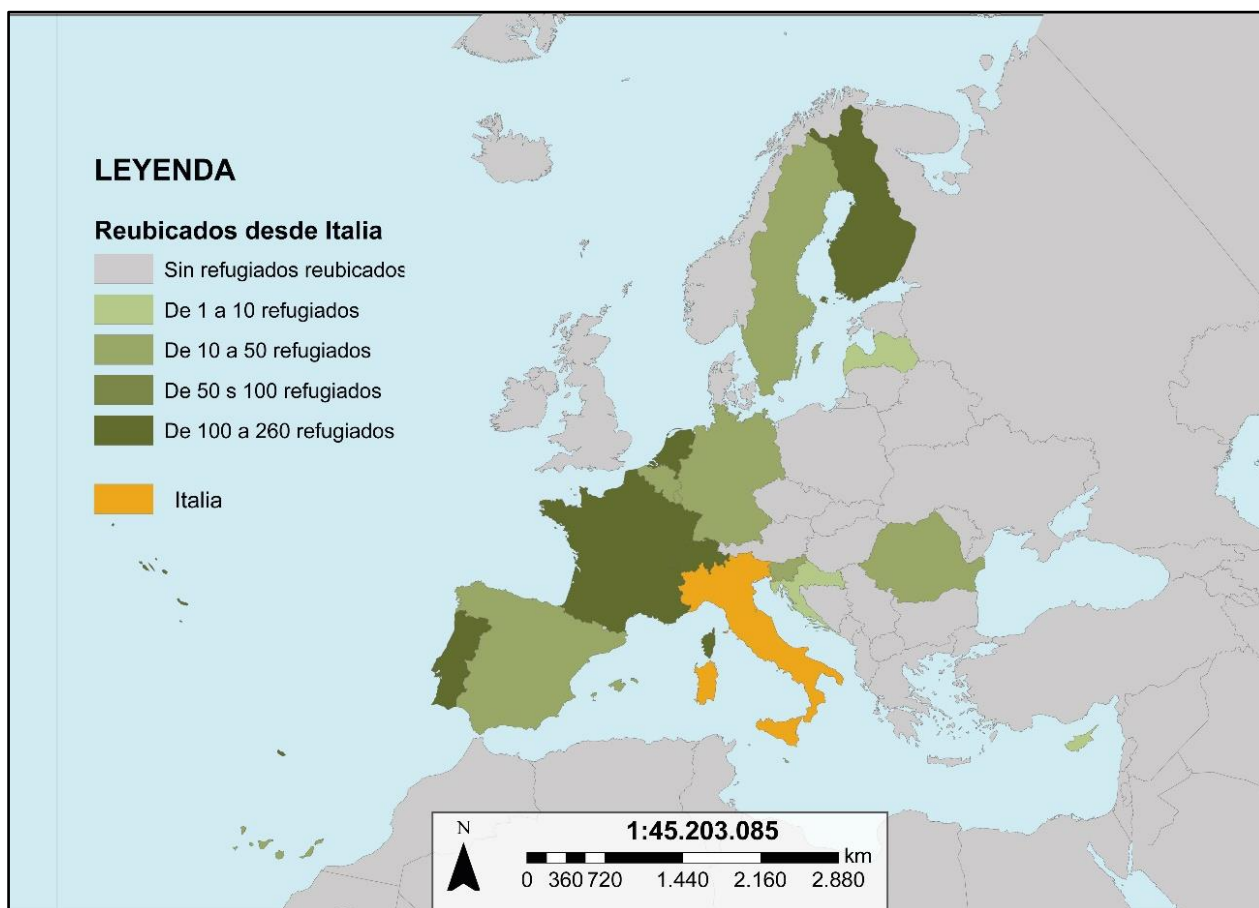 LEYENDA
Reubicados desde Italia
Sin refugiados reubicados
De 1 a 10 refugiados
De 10 a 50 refugiados
De 50 s 100 refugiados
De 100 a 260 refugiados
Italia
N
1:45.203.085
km
0 360 720 1.440 2.160 2.880